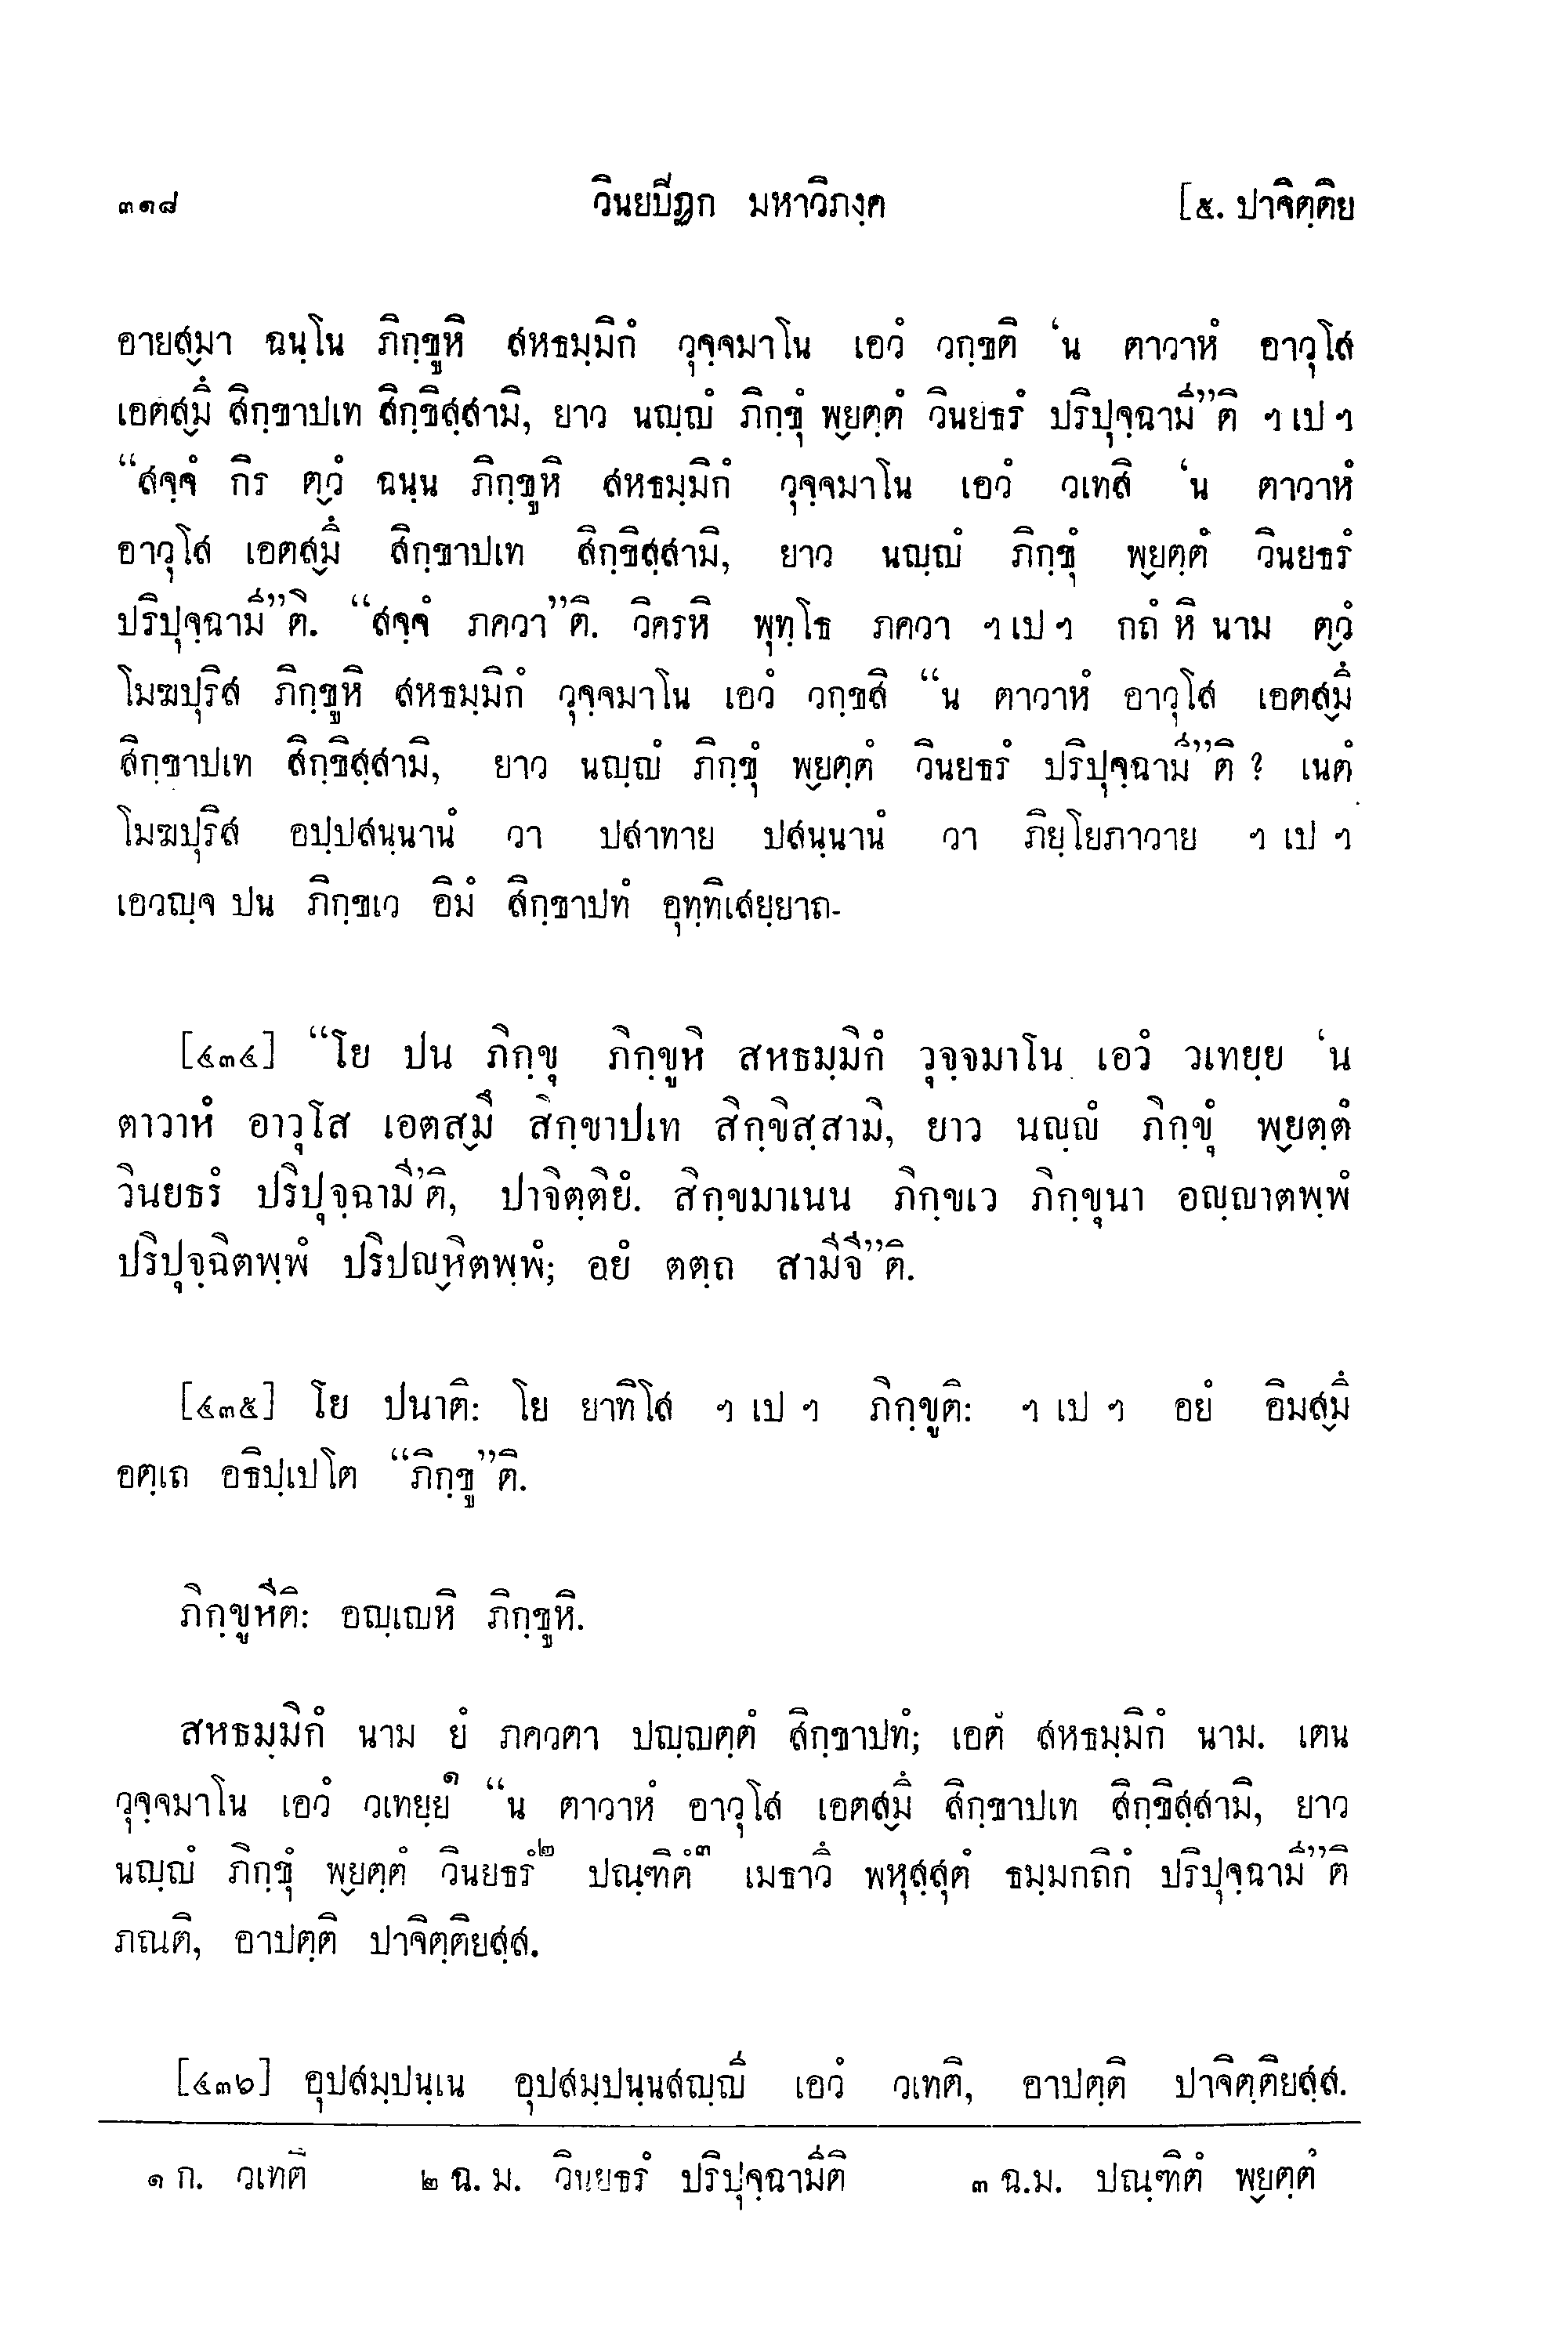 ๓๑๘ วินยปีฏก มหาวิภงฺค [๕. ปาจิตฺติย
อายสฺมา ฉนฺโน ภิกฺขูหิ สหธมฺมิกํ วุจฺจมาโน เอวํ วกฺขติ ‘น ตาวาหํ อาวุโส
เอตสฺมึ สิกฺขาปเท สิกฺขิสฺสามิ, ยาว นญฺญํ ภิกฺขุํ พฺยตฺตํ วินยธรํ ปริปุจฺฉามี”ติ ฯ เป ฯ
“สจฺจํ กิร ตฺวํ ฉนฺน ภิกฺขูหิ สหธมฺมิกํ วุจฺจมาโน เอวํ วเทสิ ‘น ตาวาหํ
อาวุโส เอตสฺมึ สิกฺขาปเท สิกฺขิสฺสามิ, ยาว นญฺญํ ภิกฺขุํ พฺยตฺตํ วินยธรํ
ปริปุจฺฉามี”ติ. “สจฺจํ ภควา”ติ. วิครหิ พุทฺโธ ภควา ฯ เป ฯ กถํ หิ นาม ตฺวํ
โมฆปุริส ภิกฺขูหิ สหธมฺมิกํ วุจฺจมาโน เอวํ วกฺขสิ “น ตาวาหํ อาวุโส เอตสฺมึ
สิกฺขาปเท สิกฺขิสฺสามิ, ยาว นญฺญํ ภิกฺขุํ พฺยตฺตํ วินยธรํ ปริปุจฺฉามี”ติ ? เนตํ
โมฆปุริส อปฺปสนฺนานํ วา ปสาทาย ปสนฺนานํ วา ภิยฺโยภาวาย ฯ เป ฯ
เอวญฺจ ปน ภิกฺขเว อิมํ สิกฺขาปทํ อุทฺทิเสยฺยาถ-
[๔๓๔] “โย ปน ภิกฺขุ ภิกฺขูหิ สหธมฺมิกํ วุจฺจมาโน เอวํ วเทยฺย ‘น
ตาวาหํ อาวุโส เอตสฺมึ สิกฺขาปเท สิกฺขิสฺสามิ, ยาว นญฺญํ ภิกฺขุํ พฺยตฺตํ
วินยธรํ ปริปุจฺฉามี’ติ, ปาจิตฺติยํ. สิกฺขมาเนน ภิกฺขเว ภิกฺขุนา อญฺญาตพฺพํ
ปริปุจฺฉิตพฺพํ ปริปญฺหิตพฺพํ; อยํ ตตฺถ สามีจี”ติ.
[๔๓๕] โย ปนาติ: โย ยาทิโส ฯ เป ฯ ภิกฺขูติ: ฯ เป ฯ อยํ อิมสฺมึ
อตฺเถ อธิปฺเปโต “ภิกฺขู”ติ.
ภิกฺขูหีติ: อญฺเญหิ ภิกฺขูหิ.
สหธมฺมิกํ นาม ยํ ภควตา ปญฺญตฺตํ สิกฺขาปทํ; เอตํ สหธมฺมิกํ นาม. เตน
วุจฺจมาโน เอวํ วเทยฺย๑ “น ตาวาหํ อาวุโส เอตสฺมึ สิกฺขาปเท สิกฺขิสฺสามิ, ยาว
นญฺญํ ภิกฺขุํ พฺยตฺตํ วินยธรํ๒ ปณฺฑิตํ๓ เมธาวึ พหุสฺสุตํ ธมฺมกถิกํ ปริปุจฺฉามี”ติ
ภณติ, อาปตฺติ ปาจิตฺติยสฺส.
[๔๓๖] อุปสมฺปนฺเน อุปสมฺปนฺนสญฺญี เอวํ วเทติ, อาปตฺติ ปาจิตฺติยสฺส.
๑ ก. วเทติ ๒ ฉ. ม. วินยธรํ ปริปุจฺฉามีติ ๓ ฉ.ม. ปณฺฑิตํ พฺยตฺตํ